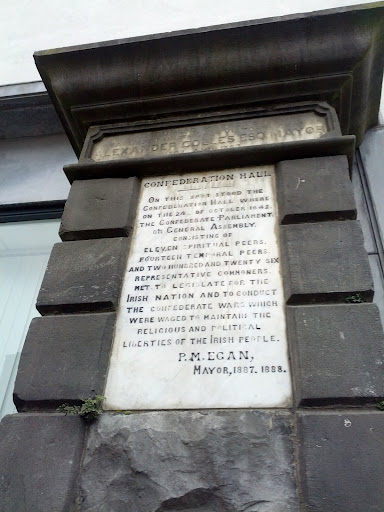 ALEXANDER COLLES ESQ MAYOR
CONFEDERATION HALL
ON THIS SPOT STOOD THE
CONFEDERATION HALL WHERE
ON THE 24TH OF OCTOBER 1642
THE CONFEDERATE PARLIAMENT
OR GENERAL ASSEMBLY
CONSISTING OF
ELEVEN SPIRITUAL PEERS,
FOURTEEN TEMPORAL PEERS,
AND TWO HUNDRED AND TWENTY SIX
REPRESENTATIVE COMMONERS,
MET TO LEGISLATE FOR THE
IRISH NATION AND TO CONDUCT
THE CONFEDERATE WARS WHICH
WERE WAGED TO MAINTAIN THE
RELIGIOUS AND POLITICAL
LIBERTIES OF THE IRISH PEOPLE.
P. M. EGAN,
MAYOR, 1887. 1888.